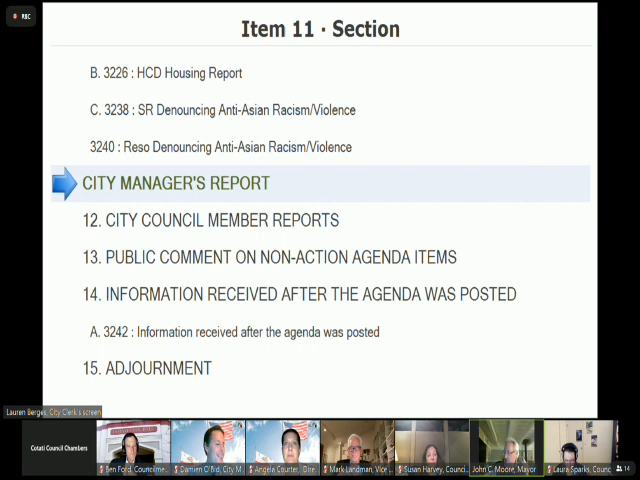 REC
Item 11 · Section
B. 3226 : HCD Housing Report
C. 3238 : SR Denouncing Anti-Asian Racism/Violence
3240 : Reso Denouncing Anti-Asian Racism/Violence
CITY MANAGER'S REPORT
12. CITY COUNCIL MEMBER REPORTS
13. PUBLIC COMMENT ON NON-ACTION AGENDA ITEMS
14. INFORMATION RECEIVED AFTER THE AGENDA WAS POSTED
A. 3242 : Information received after the agenda was posted
15. ADJOURNMENT
Lauren Berges, City Clerk's screen
Cotati Council Chambers
Ben Ford, Councilme...
Damien O'Bid, City M...
Angela Courter, Dire...
Mark Landman, Vice ...
Susan Harvey, Counci...
John C. Moore, Mayor
Laura Sparks, Counc...
14